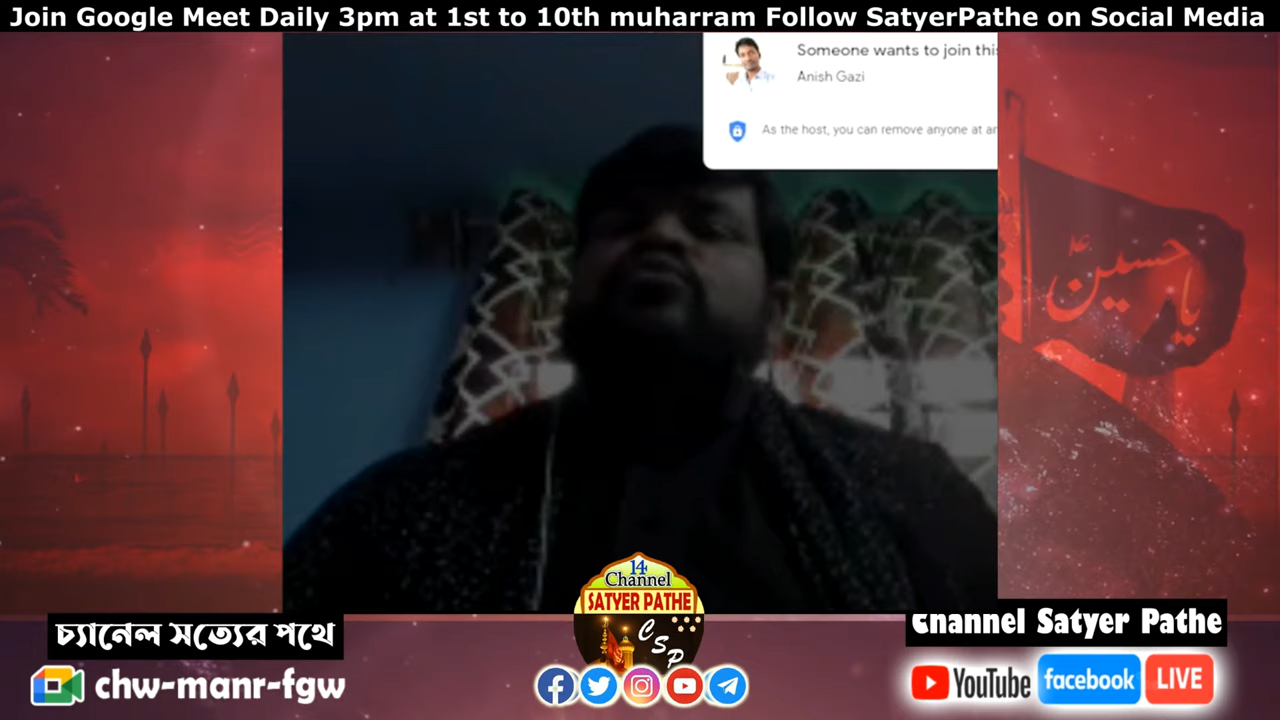 Join Google Meet Daily 3pm at 1st to 10th muharram Follow SatyerPathe on Social Media
Someone wants to join this
Anish Gazi
As the host, you can remove anyone at an
يا حسينؑ
14
Channel
SATYER PATHE
CSP
চ্যানেল সত্যের পথে
chw-manr-fgw
Channel Satyer Pathe
YouTube
facebook
LIVE